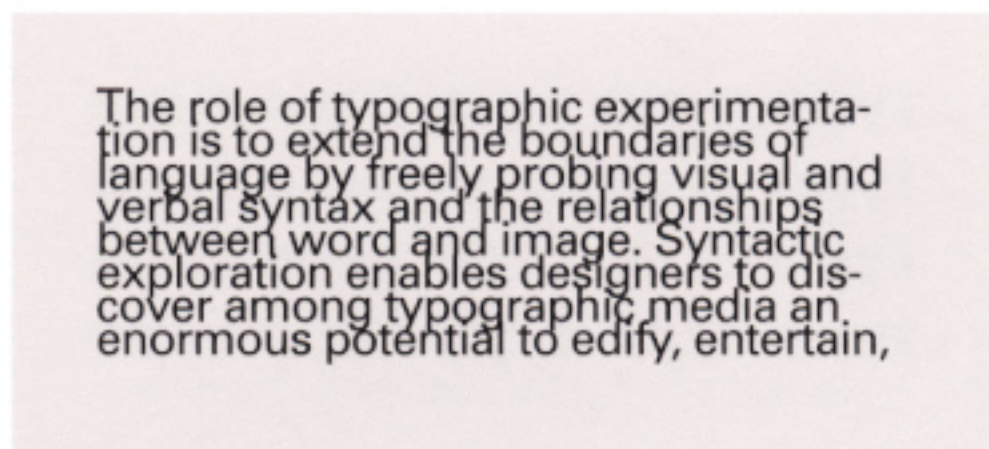 The role of typographic experimenta-
tion is to extend the boundaries of
language by freely probing visual and
verbal syntax and the relationships
between word and image. Syntactic
exploration enables designers to dis-
cover among typographic media an
enormous potential to edify, entertain,